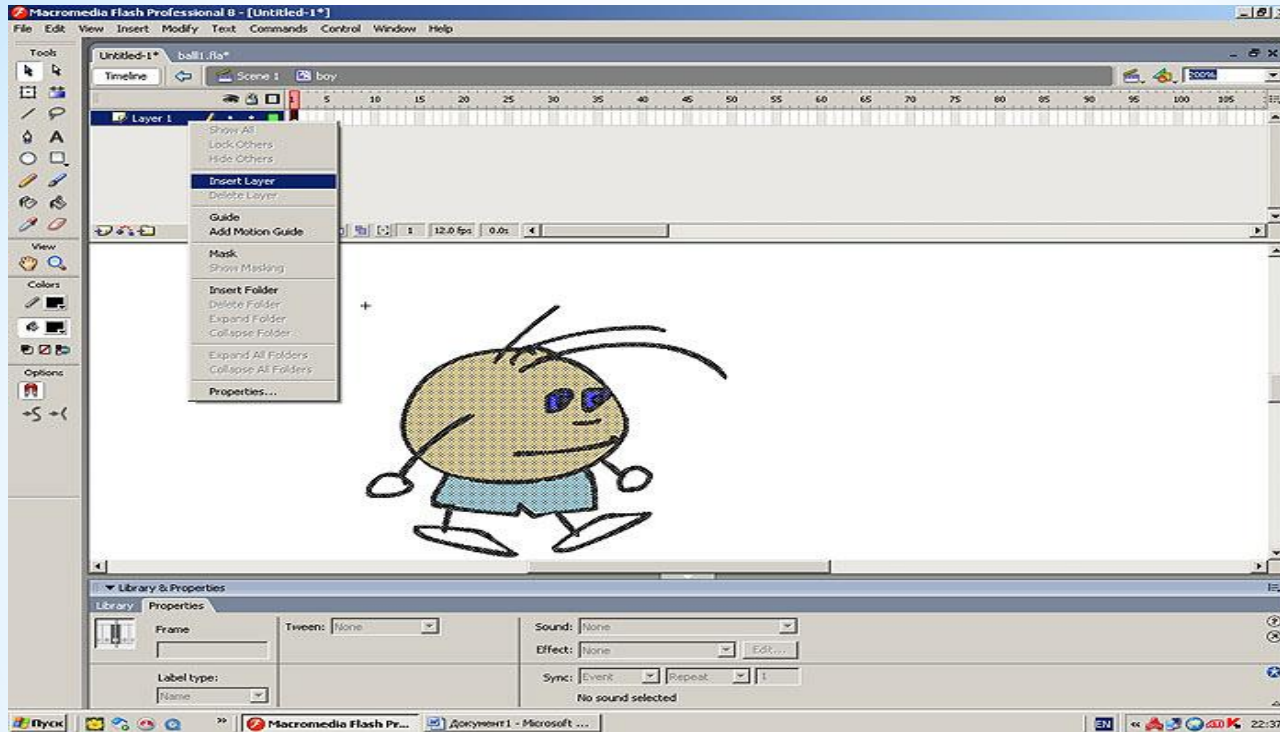 Macromedia Flash Professional 8 - [Untitled-1*]
File Edit View Insert Modify Text Commands Control Window Help
Tools
Untitled-1* ball1.fla*
Timeline Scene 1 boy 200%
1 5 10 15 20 25 30 35 40 45 50 55 60 65 70 75 80 85 90 95 100 105
Layer 1
Show All
Lock Others
Hide Others
Insert Layer
Delete Layer
Guide
Add Motion Guide
1 12.0 fps 0.0s
Mask
Show Masking
Insert Folder
Delete Folder
Expand Folder
Collapse Folder
Expand All Folders
Collapse All Folders
Properties...
View
Colors
Options
Library & Properties
Library Properties
Frame Tween: None Sound: None
Effect: None Edit...
Label type: Sync: Event Repeat 1
Name No sound selected
Пуск » Macromedia Flash Pr... Документ1 - Microsoft ... EN « 22:37